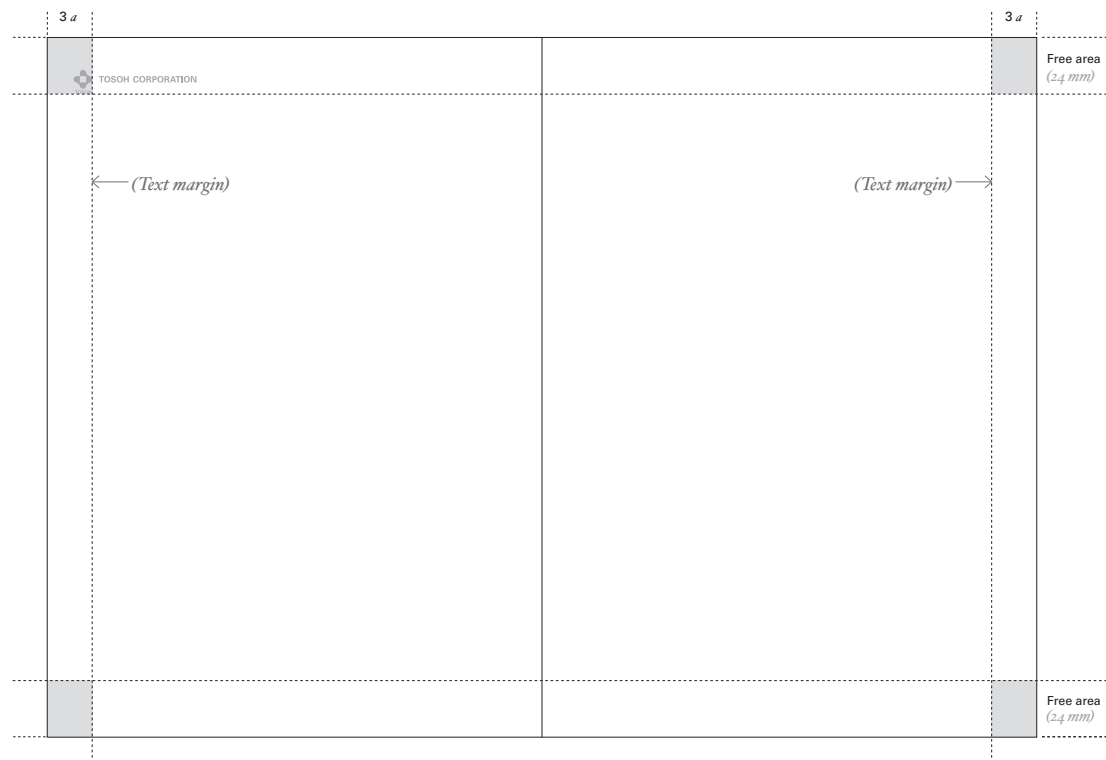 3 a
3 a
Free area
(24 mm)
TOSOH CORPORATION
(Text margin)
(Text margin)
Free area
(24 mm)